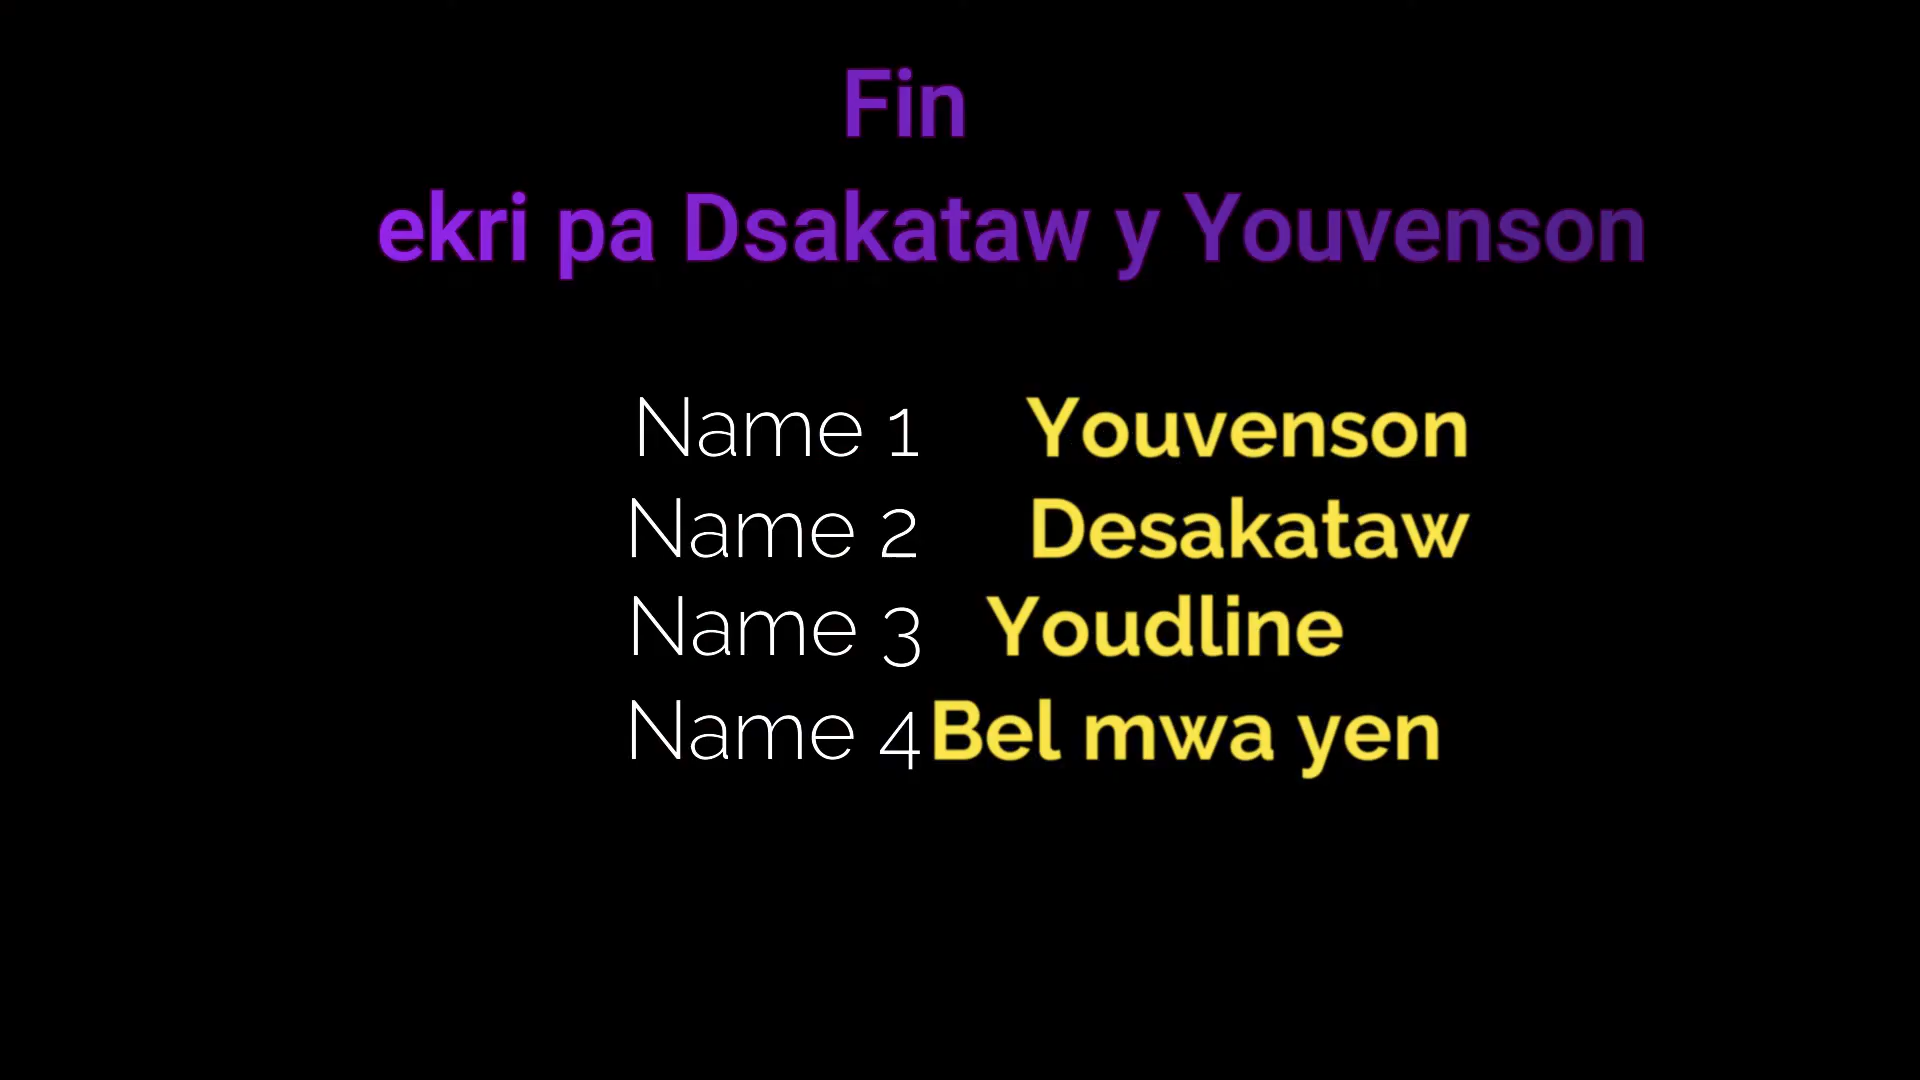 Fin
ekri pa Dsakataw y Youvenson
Name 1 Youvenson
Name 2 Desakataw
Name 3 Youdline
Name 4 Bel mwa yen